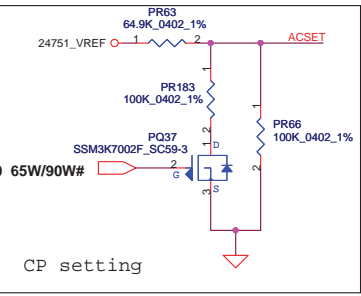 PR63
64.9K_0402_1%
24751_VREF
1
2
ACSET
1
PR183
100K_0402_1%
2
1
PR66
100K_0402_1%
2
PQ37
SSM3K7002F_SC59-3
1
D
65W/90W#
2
G
3
S
CP setting